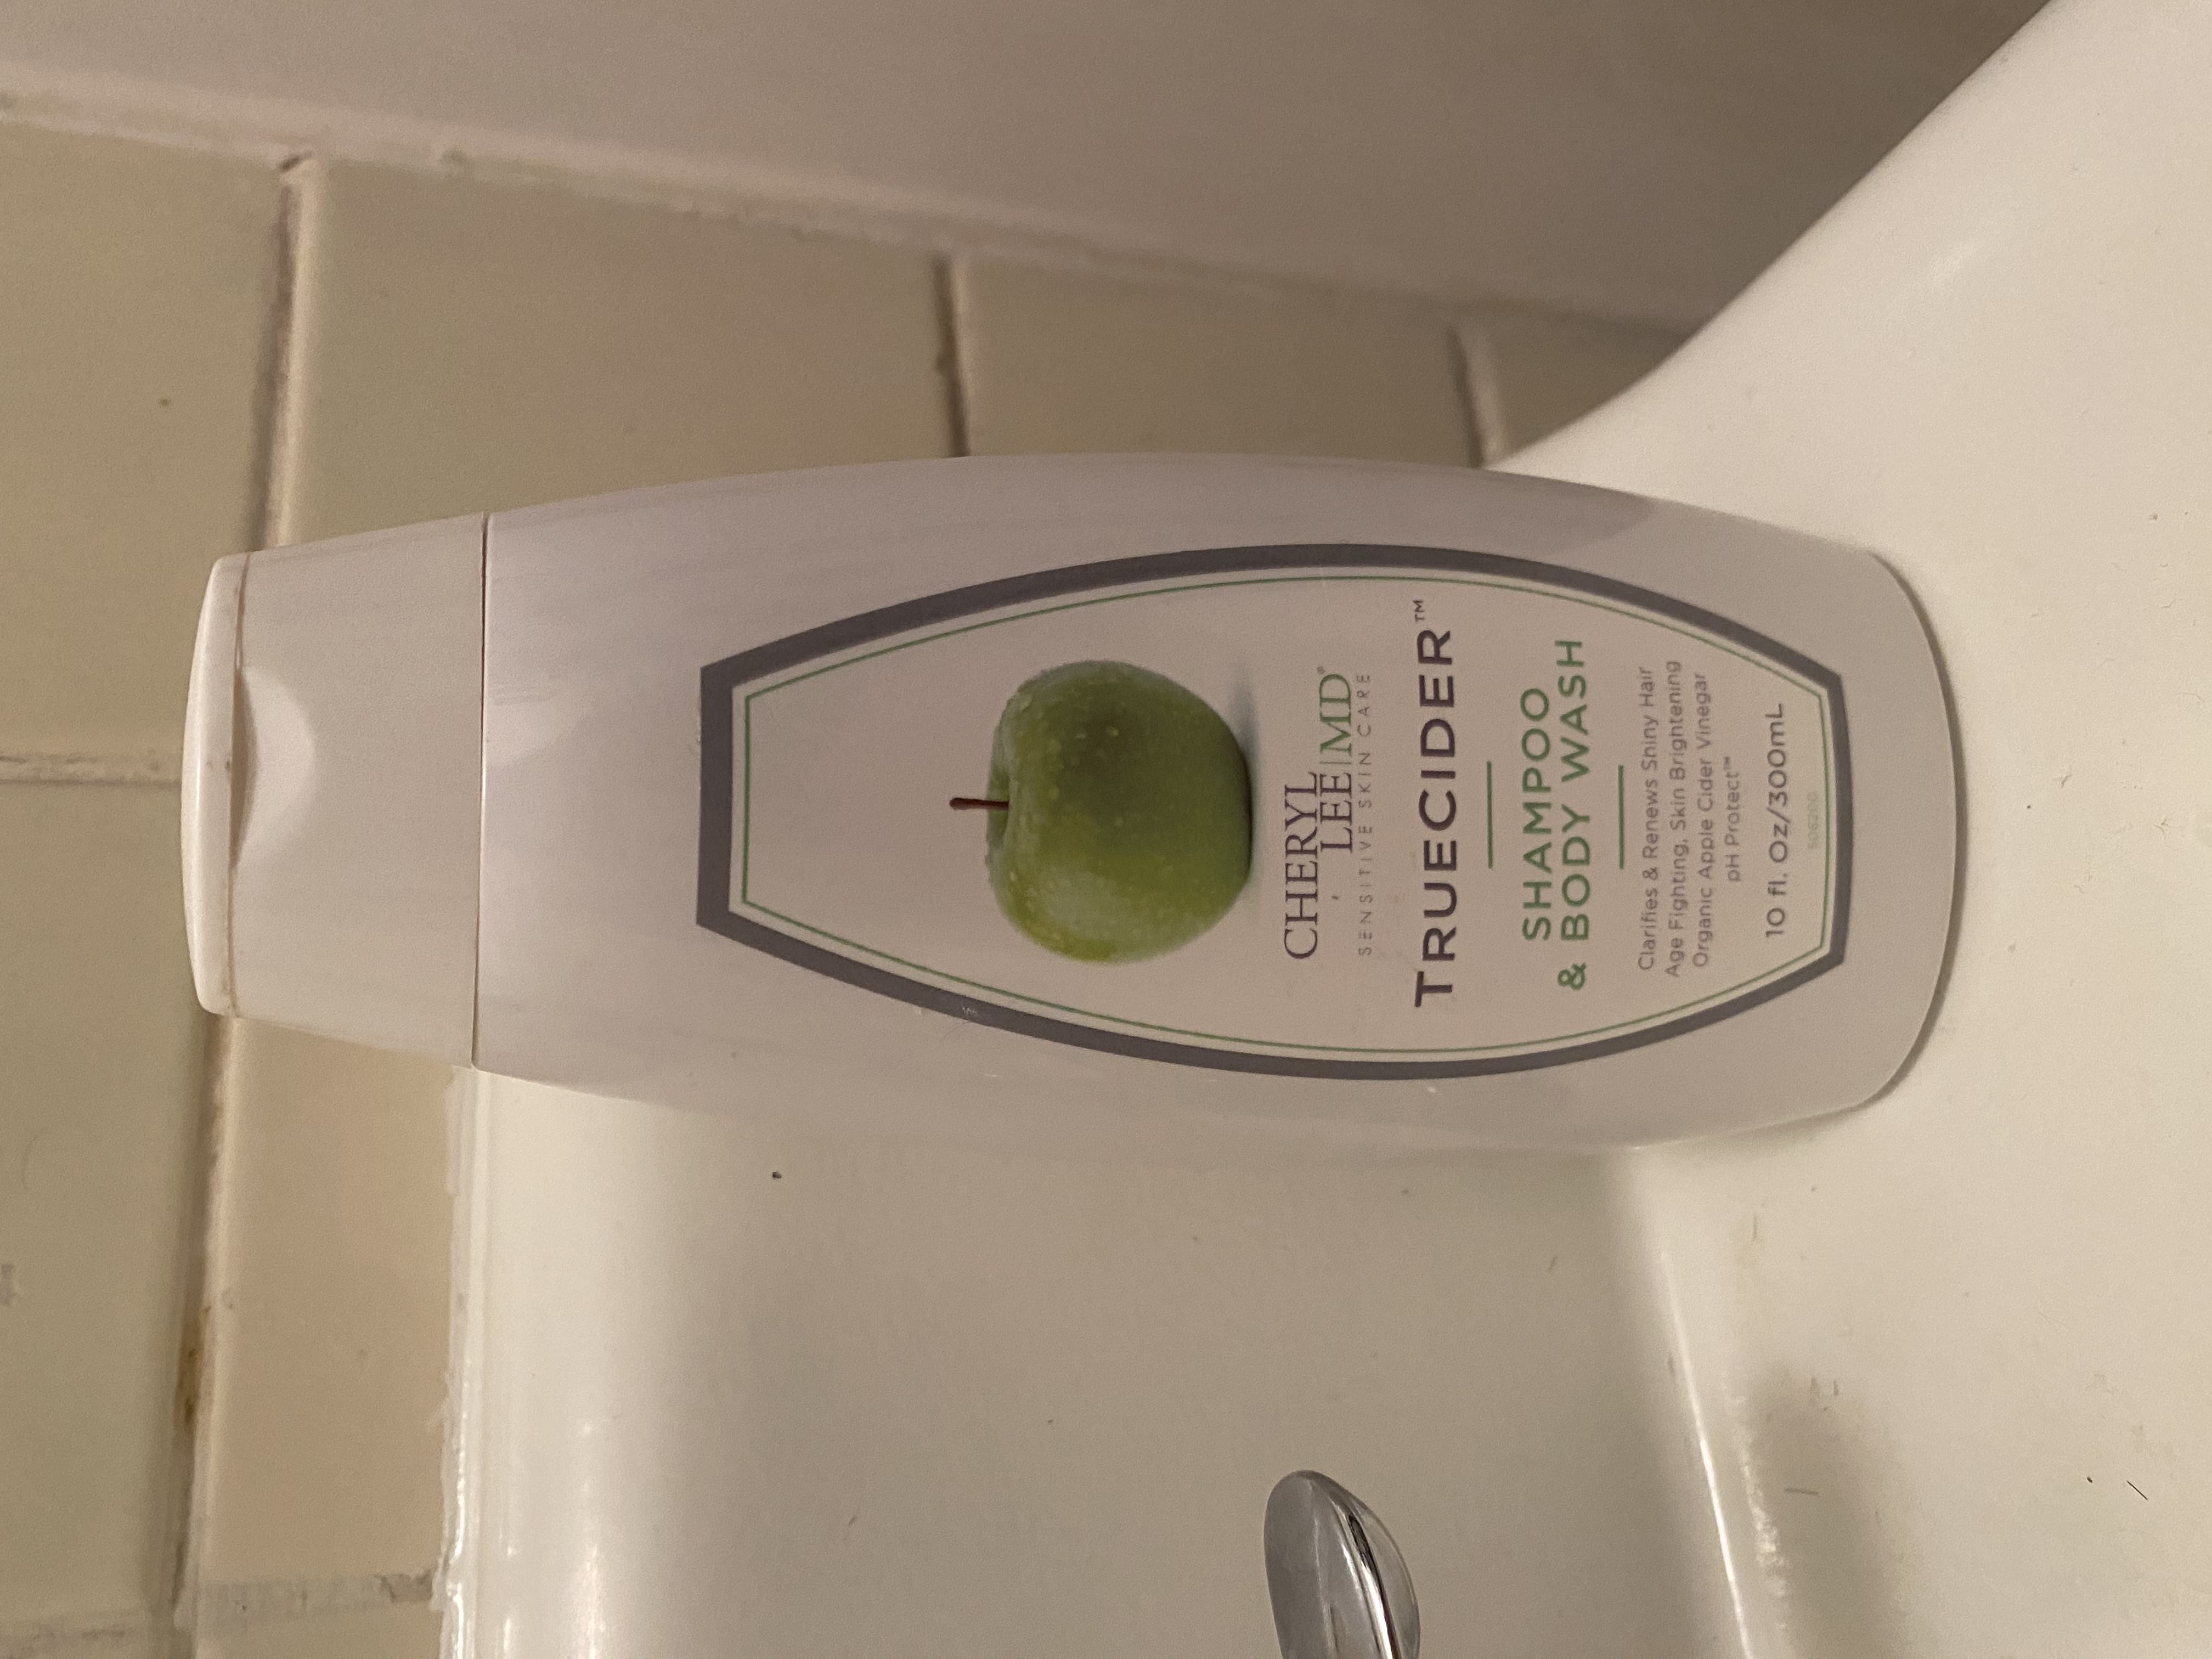 CHERYL
LEE|MD®
SENSITIVE SKIN CARE
TRUECIDER™
SHAMPOO
& BODY WASH
Clarifies & Renews Shiny Hair
Age Fighting, Skin Brightening
Organic Apple Cider Vinegar
pH Protect™
10 fl. Oz/300mL